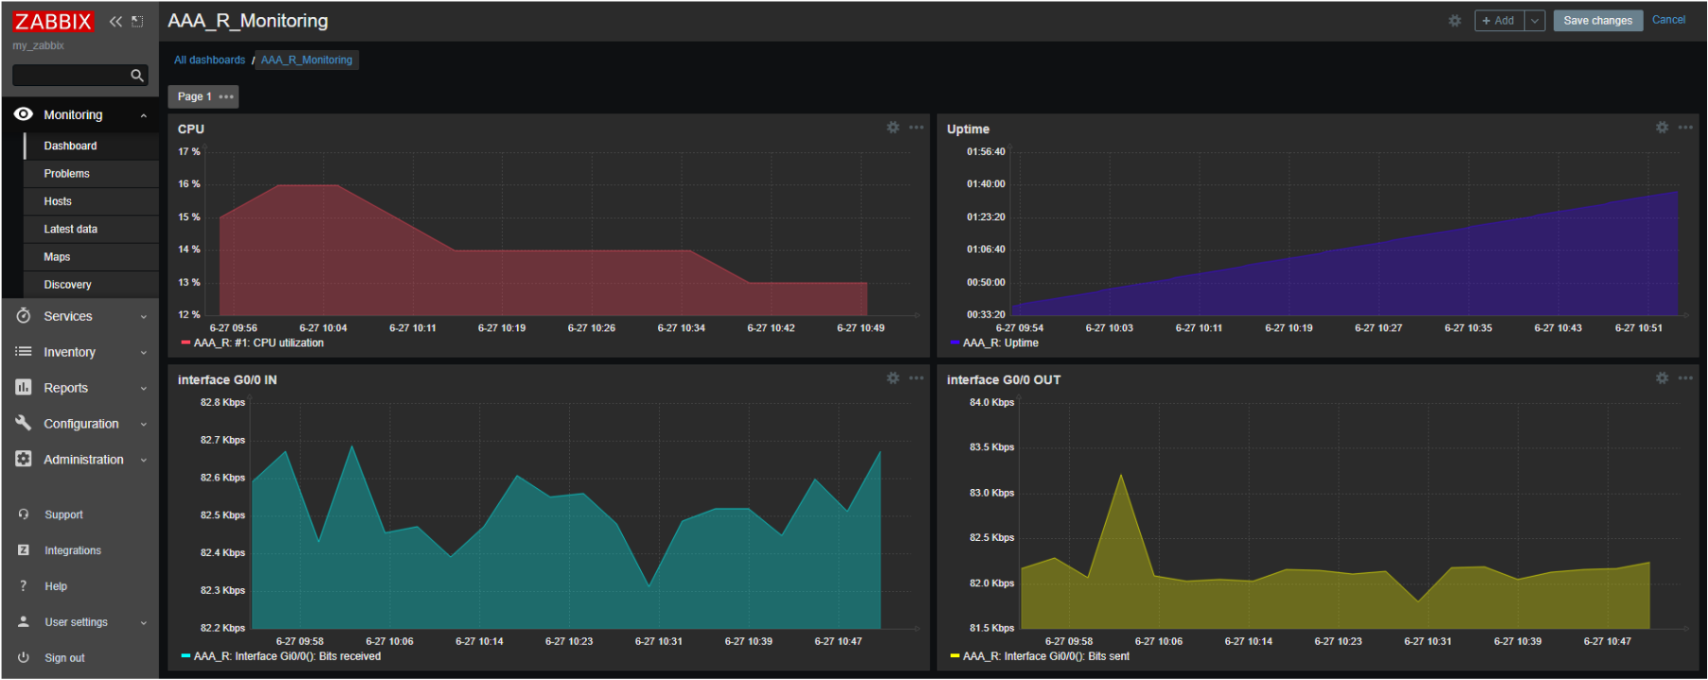 ZABBIX
my_zabbix
Monitoring
Dashboard
Problems
Hosts
Latest data
Maps
Discovery
Services
Inventory
Reports
Configuration
Administration
Support
Z Integrations
? Help
User settings
Sign out
AAA_R_Monitoring
+ Add
Save changes
Cancel
All dashboards / AAA_R_Monitoring
Page 1
CPU
17 %
16 %
15 %
14 %
13 %
12 %
6-27 09:56 6-27 10:04 6-27 10:11 6-27 10:19 6-27 10:26 6-27 10:34 6-27 10:42 6-27 10:49
AAA_R: #1: CPU utilization
Uptime
01:56:40
01:40:00
01:23:20
01:06:40
00:50:00
00:33:20
6-27 09:54 6-27 10:03 6-27 10:11 6-27 10:19 6-27 10:27 6-27 10:35 6-27 10:43 6-27 10:51
AAA_R: Uptime
interface G0/0 IN
82.8 Kbps
82.7 Kbps
82.6 Kbps
82.5 Kbps
82.4 Kbps
82.3 Kbps
82.2 Kbps
6-27 09:58 6-27 10:06 6-27 10:14 6-27 10:23 6-27 10:31 6-27 10:39 6-27 10:47
AAA_R: Interface Gi0/0(): Bits received
interface G0/0 OUT
84.0 Kbps
83.5 Kbps
83.0 Kbps
82.5 Kbps
82.0 Kbps
81.5 Kbps
6-27 09:58 6-27 10:06 6-27 10:14 6-27 10:23 6-27 10:31 6-27 10:39 6-27 10:47
AAA_R: Interface Gi0/0(): Bits sent